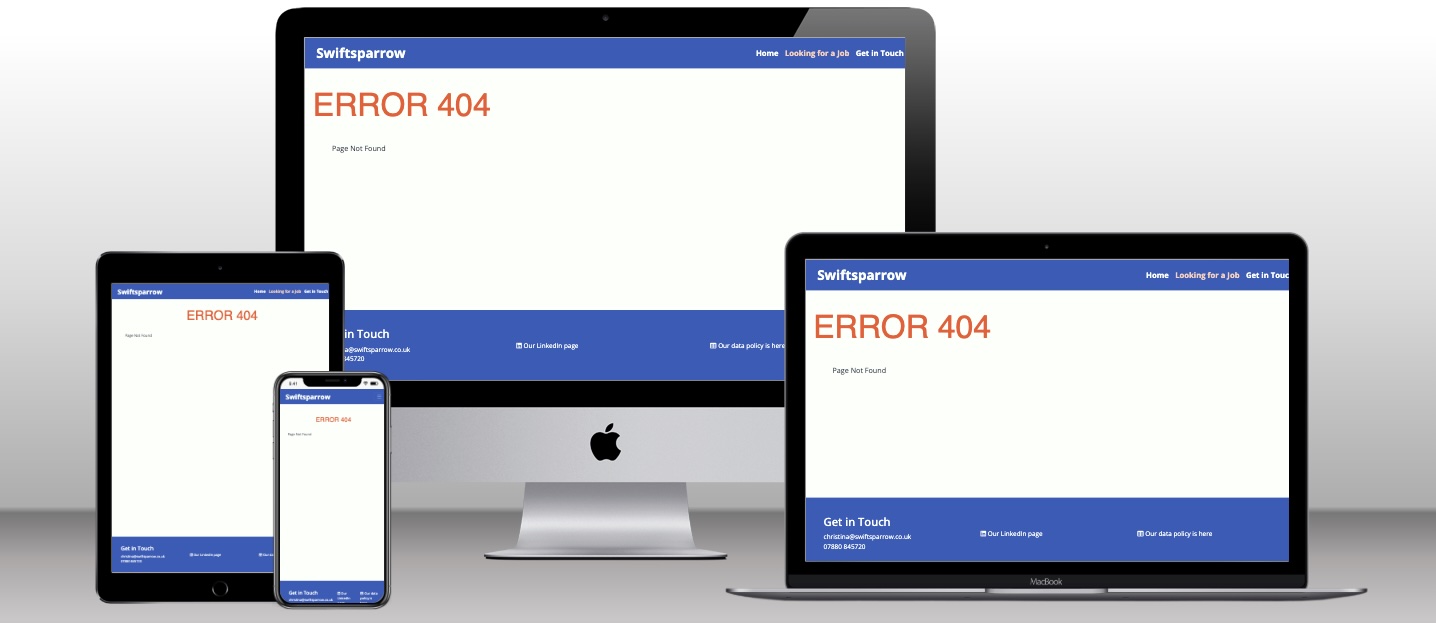 Swiftsparrow
Home Looking for a Job Get in Touch
ERROR 404
Page Not Found
in Touch
a@swiftsparrow.co.uk
845720
Our LinkedIn page
Our data policy is here
Swiftsparrow
Home Looking for a Job Get in Touch
ERROR 404
Page Not Found
Get in Touch
christina@swiftsparrow.co.uk
07880 845720
Our LinkedIn page
Swiftsparrow
ERROR 404
Page Not Found
Get in Touch
christina@swiftsparrow.co.uk
Our
Our data
policy is
Swiftsparrow
Home Looking for a Job Get in Touc
ERROR 404
Page Not Found
Get in Touch
christina@swiftsparrow.co.uk
07880 845720
Our LinkedIn page
Our data policy is here
MacBook